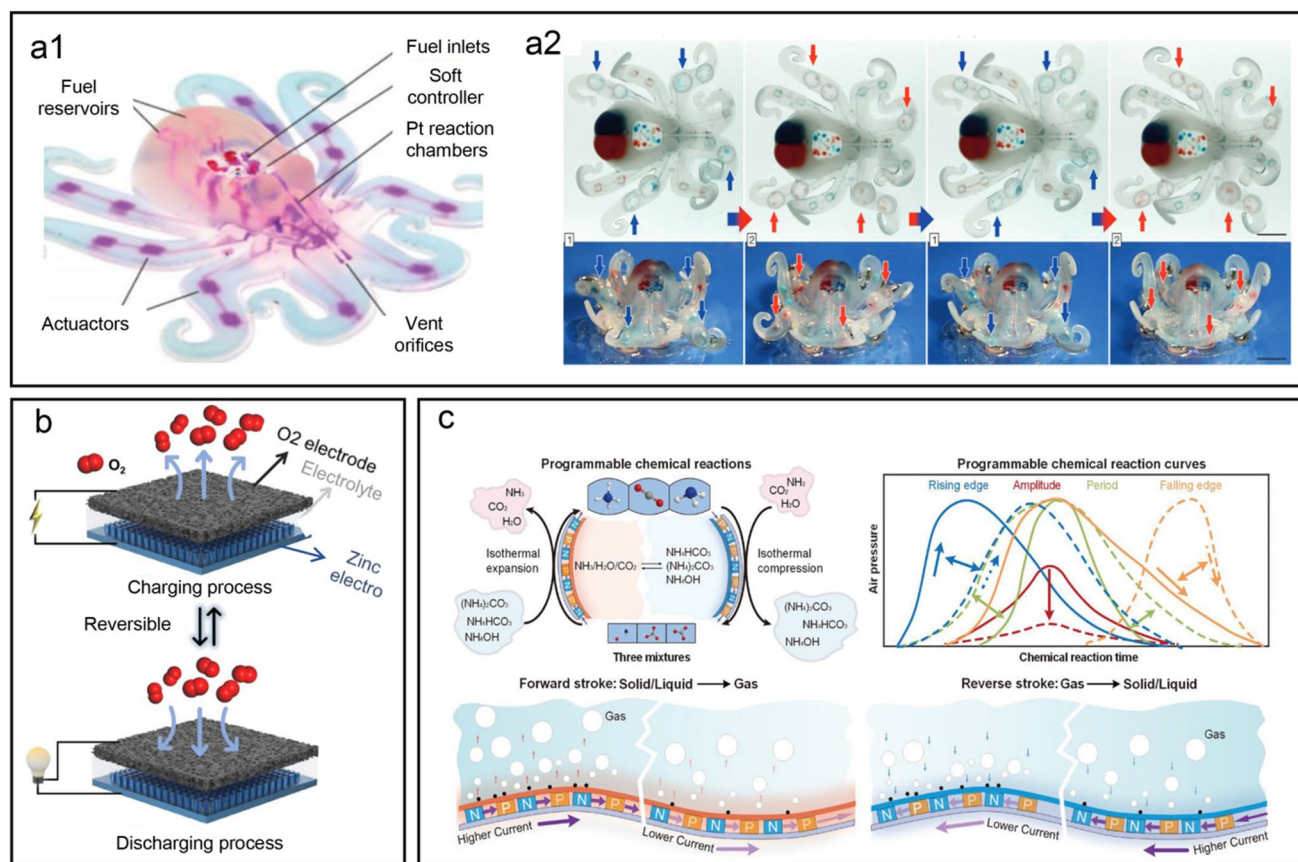 a1
Fuel inlets
Soft
controller
Pt reaction
chambers
Fuel
reservoirs
Actuactors
Vent
orifices
a2
1
2
1
2
b
O₂
O2 electrode
Electrolyte
Zinc
electro
Charging process
Reversible
Discharging process
c
Programmable chemical reactions
NH₃
CO₂
H₂O
NH₃
CO₂
H₂O
Isothermal
expansion
NH₃/H₂O/CO₂
NH₄HCO₃
(NH₄)₂CO₃
NH₄OH
Isothermal
compression
(NH₄)₂CO₃
NH₄HCO₃
NH₄OH
(NH₄)₂CO₃
NH₄HCO₃
NH₄OH
Three mixtures
Programmable chemical reaction curves
Rising edge
Amplitude
Period
Falling edge
Air pressure
Chemical reaction time
Forward stroke: Solid/Liquid → Gas
Gas
N P N P N P N P N P N P
Higher Current
Lower Current
Reverse stroke: Gas → Solid/Liquid
Gas
N P N P N P N P N P N P
Lower Current
Higher Current